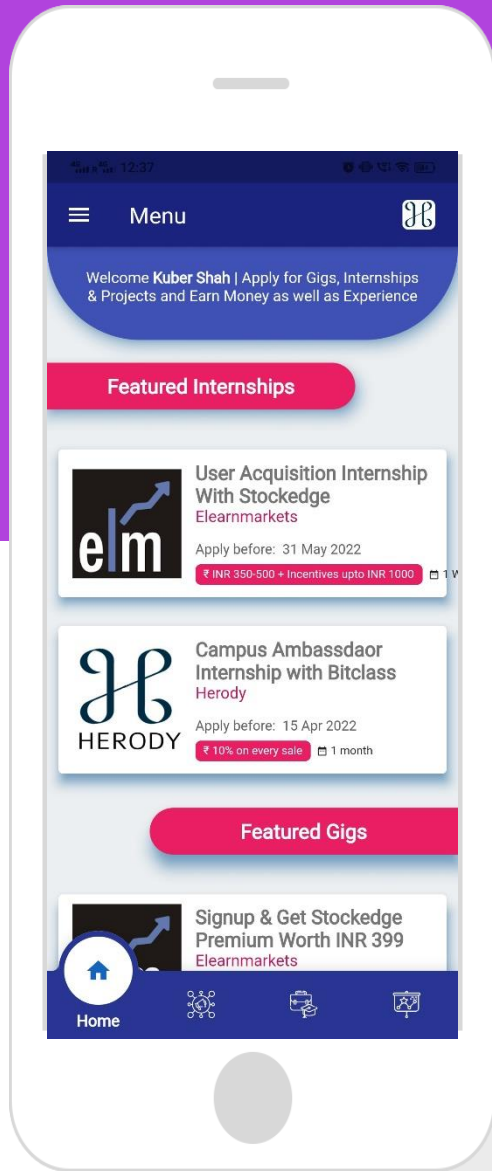 12:37
Menu
Welcome Kuber Shah | Apply for Gigs, Internships
& Projects and Earn Money as well as Experience
Featured Internships
elm
User Acquisition Internship
With Stockedge
Elearnmarkets
Apply before: 31 May 2022
₹ INR 350-500 + Incentives upto INR 1000
1 W
HERODY
Campus Ambassdaor
Internship with Bitclass
Herody
Apply before: 15 Apr 2022
₹ 10% on every sale
1 month
Featured Gigs
Signup & Get Stockedge
Premium Worth INR 399
Elearnmarkets
Home